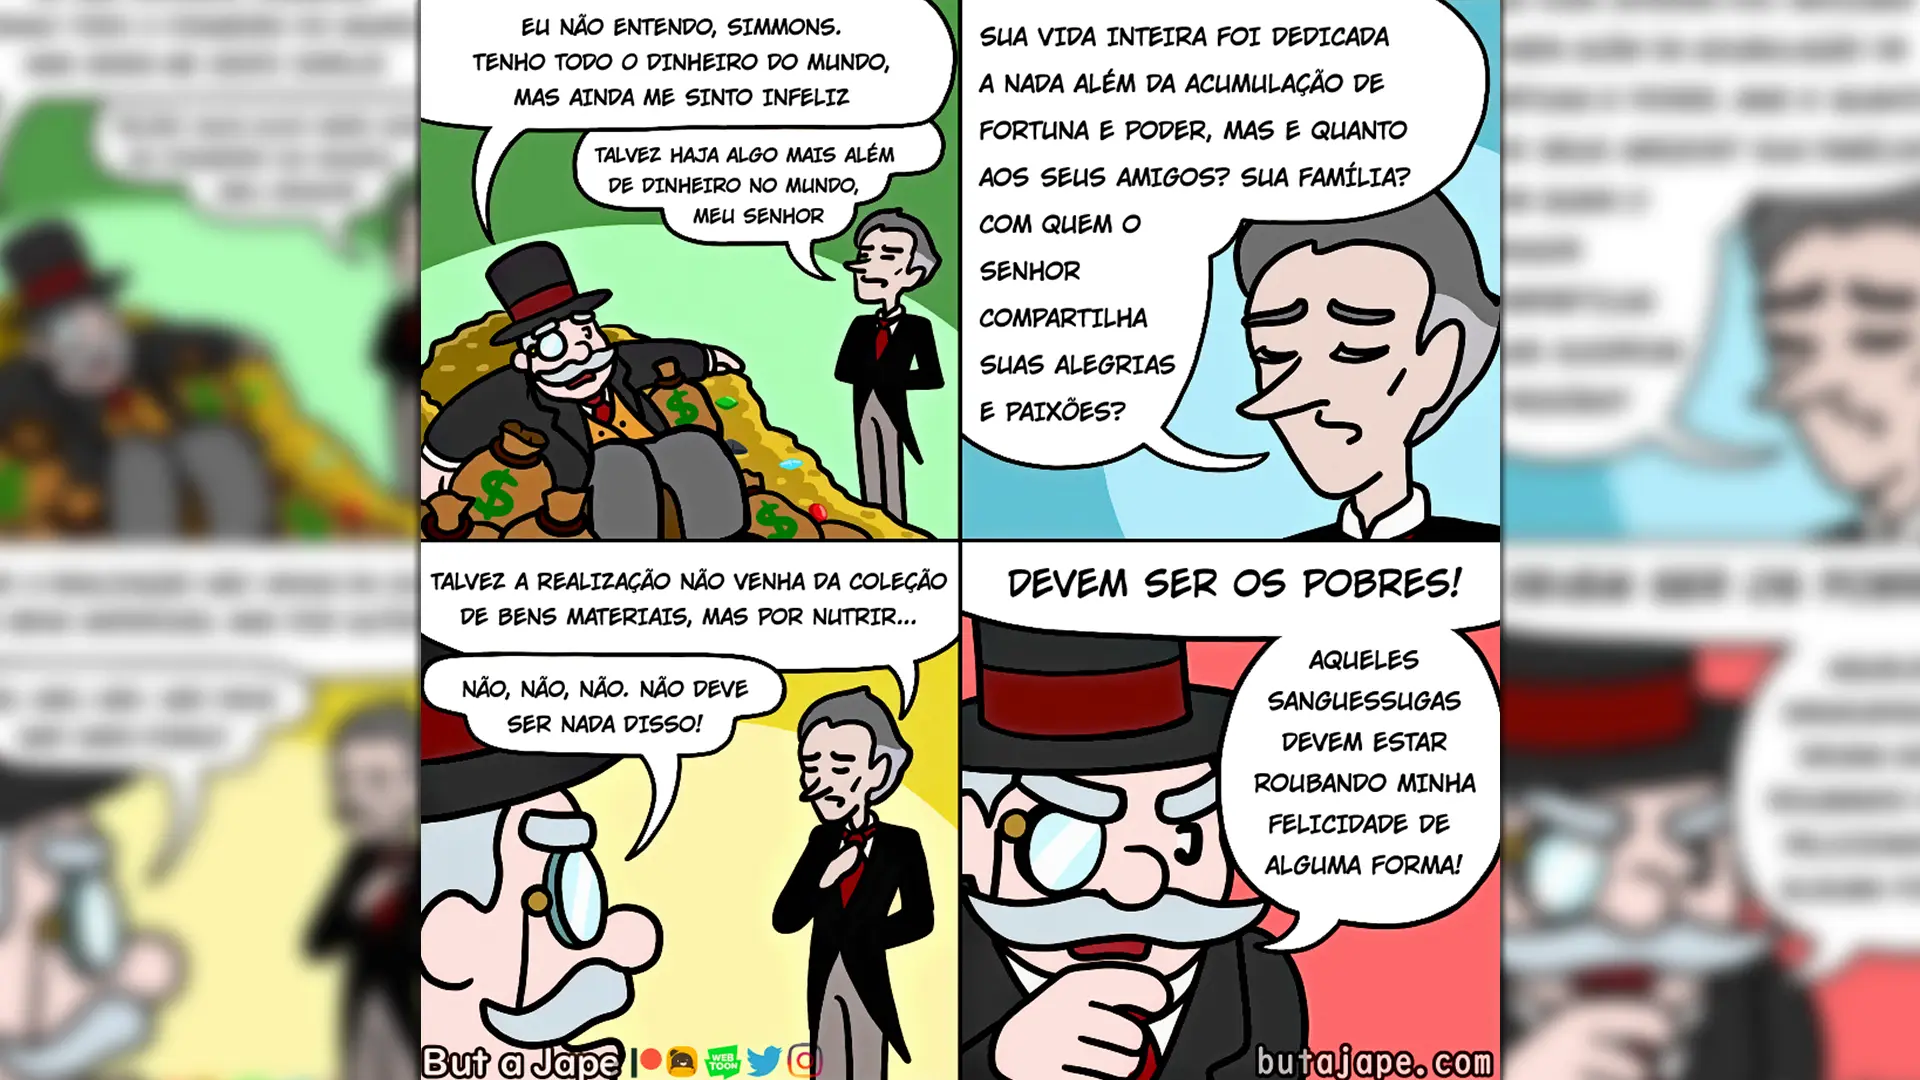 EU NÃO ENTENDO, SIMMONS.
TENHO TODO O DINHEIRO DO MUNDO,
MAS AINDA ME SINTO INFELIZ
TALVEZ HAJA ALGO MAIS ALÉM
DE DINHEIRO NO MUNDO,
MEU SENHOR
SUA VIDA INTEIRA FOI DEDICADA
A NADA ALÉM DA ACUMULAÇÃO DE
FORTUNA E PODER, MAS E QUANTO
AOS SEUS AMIGOS? SUA FAMÍLIA?
COM QUEM O
SENHOR
COMPARTILHA
SUAS ALEGRIAS
E PAIXÕES?
TALVEZ A REALIZAÇÃO NÃO VENHA DA COLEÇÃO
DE BENS MATERIAIS, MAS POR NUTRIR...
NÃO, NÃO, NÃO. NÃO DEVE
SER NADA DISSO!
DEVEM SER OS POBRES!
AQUELES
SANGUESSUGAS
DEVEM ESTAR
ROUBANDO MINHA
FELICIDADE DE
ALGUMA FORMA!
But a Jape
WEB
TOON
butajape.com